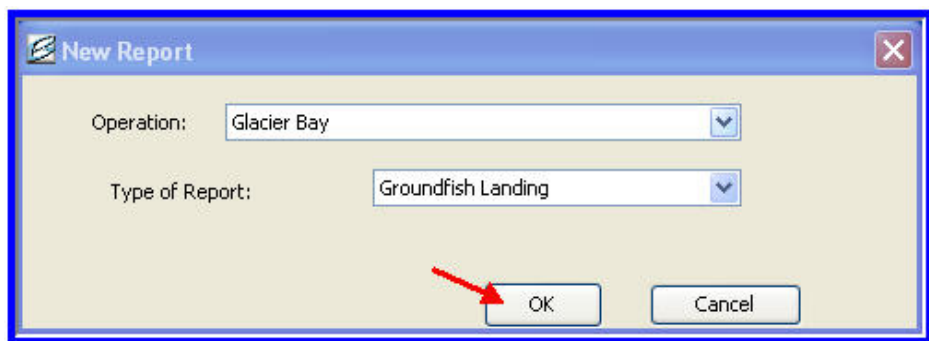 New Report
Operation: Glacier Bay
Type of Report: Groundfish Landing
OK Cancel